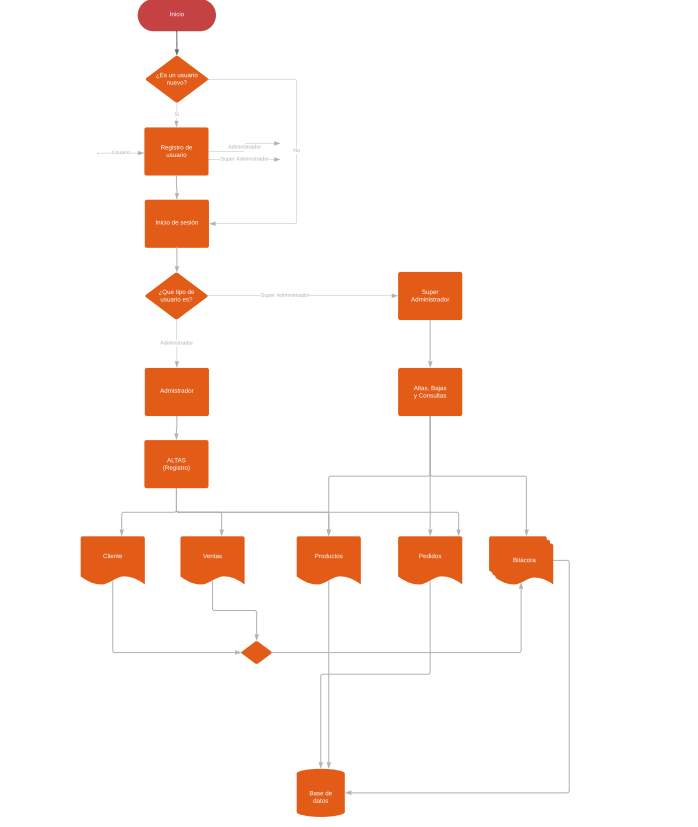 Inicio
¿Es un usuario
nuevo?
Si
Registro de
usuario
Usuario
Administrador
Super Administrador
No
Inicio de sesión
¿Que tipo de
usuario es?
Super Administrador
Super
Administrador
Administrador
Admistrador
Altas, Bajas
y Consultas
ALTAS
(Registro)
Cliente
Ventas
Productos
Pedidos
Bitácora
Base de
datos